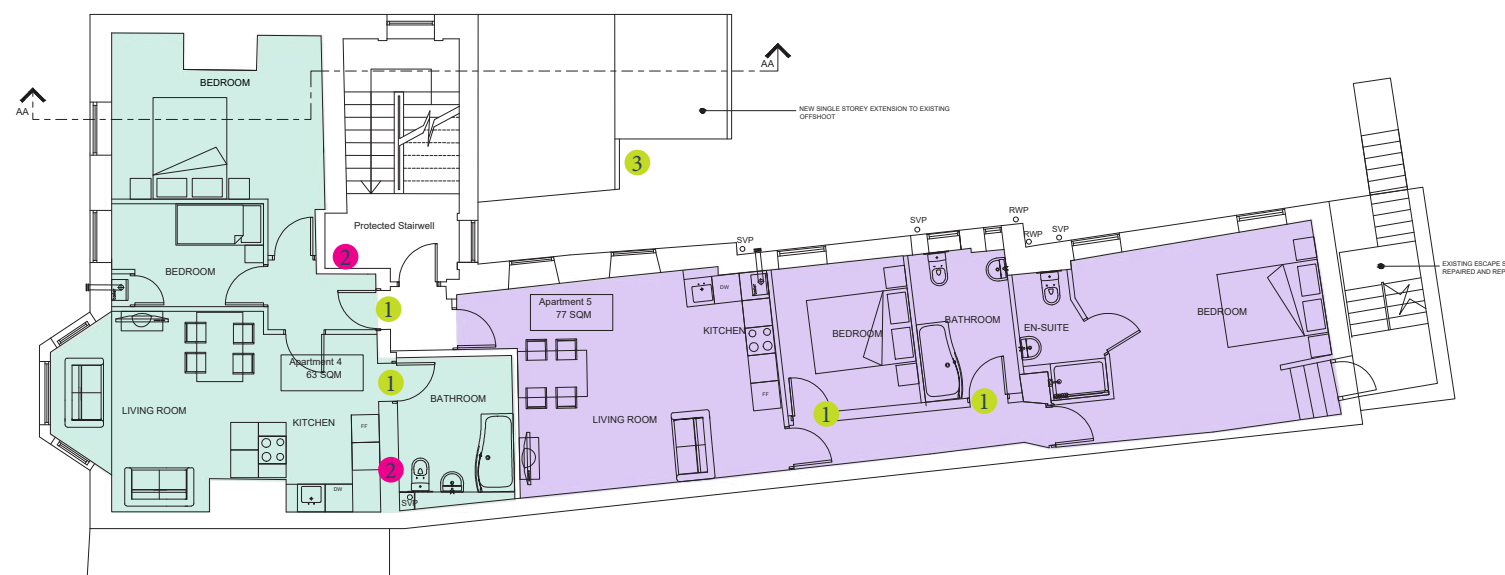 BEDROOM
AA
AA
NEW SINGLE STOREY EXTENSION TO EXISTING
OFFSHOOT
3
Protected Stairwell
2
BEDROOM
SVP
SVP
RWP
RWP
SVP
EXISTING ESCAPE S
REPAIRED AND REP
1
Apartment 5
77 SQM
DW
KITCHEN
BEDROOM
BATHROOM
EN-SUITE
BEDROOM
Apartment 4
63 SQM
1
BATHROOM
LIVING ROOM
KITCHEN
FF
LIVING ROOM
FF
1
1
2
DW
SVP